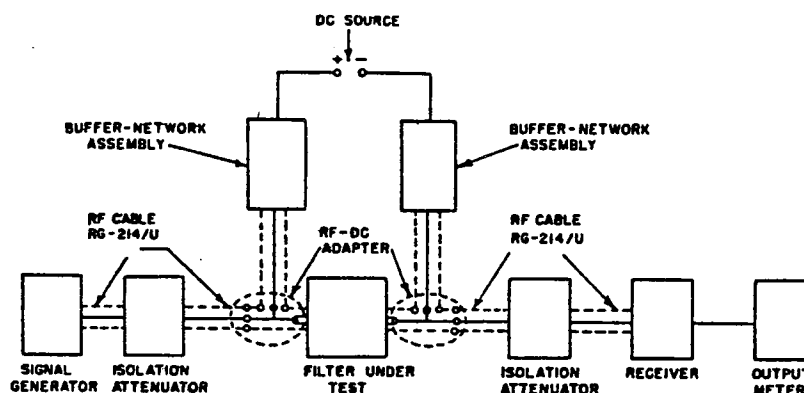 DC SOURCE
+ -
BUFFER-NETWORK
ASSEMBLY
BUFFER-NETWORK
ASSEMBLY
RF CABLE
RG-214/U
RF-DC
ADAPTER
RF CABLE
RG-214/U
SIGNAL
GENERATOR
ISOLATION
ATTENUATOR
FILTER UNDER
TEST
ISOLATION
ATTENUATOR
RECEIVER
OUTPUT
METER